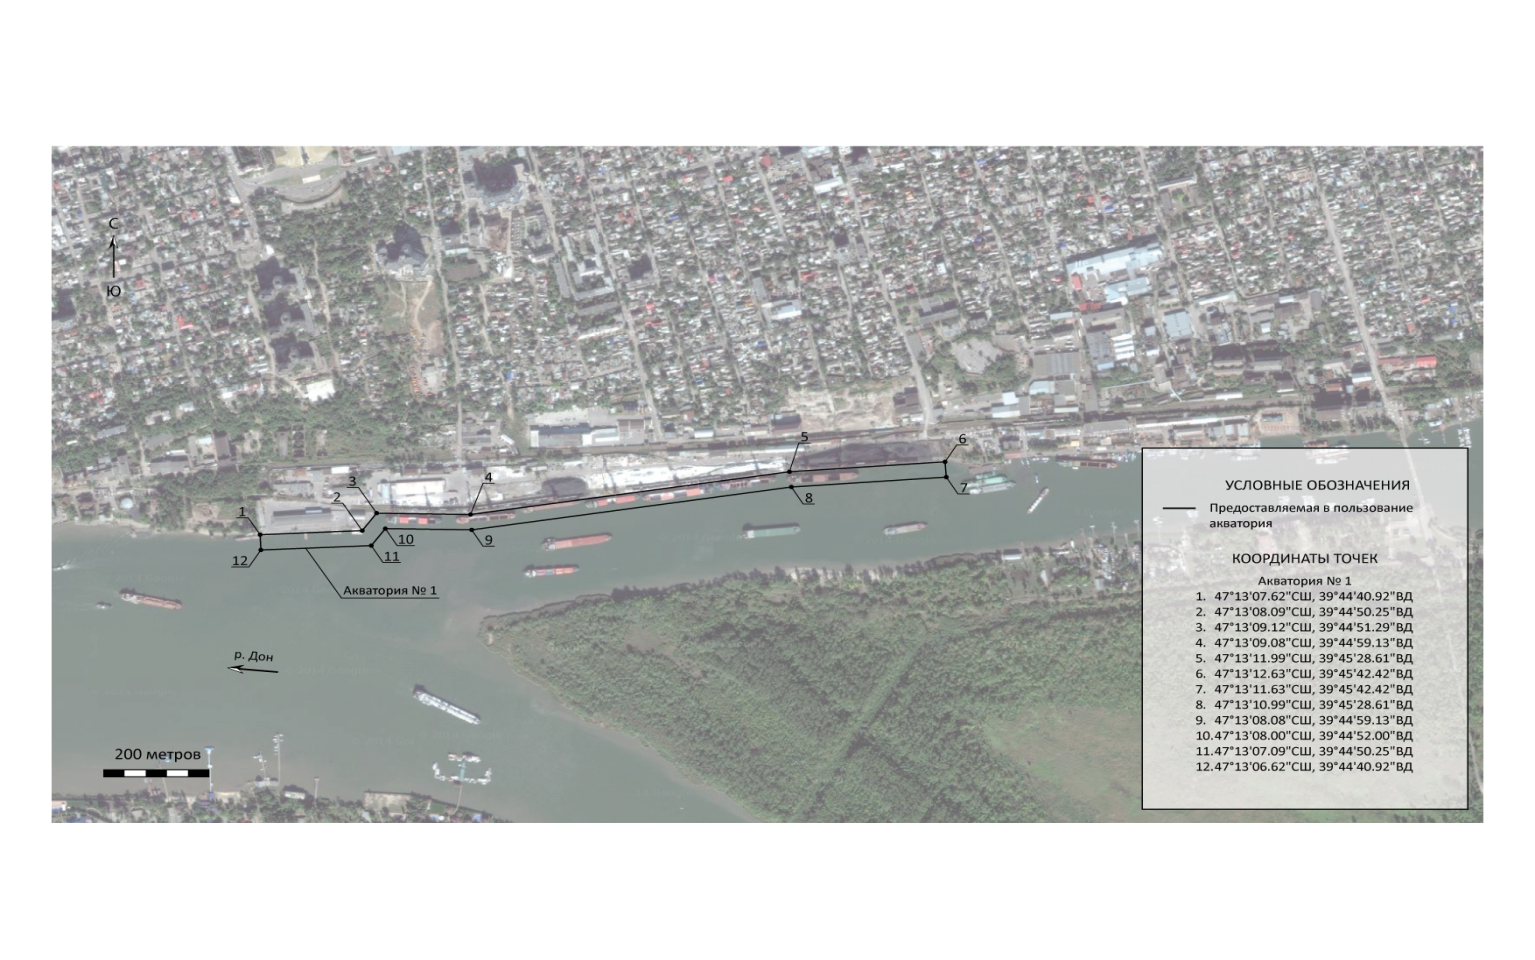 С
Ю
1
2
3
4
5
6
7
8
9
10
11
12
Акватория № 1
р. Дон
200 метров
УСЛОВНЫЕ ОБОЗНАЧЕНИЯ
Предоставляемая в пользование
акватория
КООРДИНАТЫ ТОЧЕК
Акватория № 1
1. 47°13'07.62"СШ, 39°44'40.92"ВД
2. 47°13'08.09"СШ, 39°44'50.25"ВД
3. 47°13'09.12"СШ, 39°44'51.29"ВД
4. 47°13'09.08"СШ, 39°44'59.13"ВД
5. 47°13'11.99"СШ, 39°45'28.61"ВД
6. 47°13'12.63"СШ, 39°45'42.42"ВД
7. 47°13'11.63"СШ, 39°45'42.42"ВД
8. 47°13'10.99"СШ, 39°45'28.61"ВД
9. 47°13'08.08"СШ, 39°44'59.13"ВД
10.47°13'08.00"СШ, 39°44'52.00"ВД
11.47°13'07.09"СШ, 39°44'50.25"ВД
12.47°13'06.62"СШ, 39°44'40.92"ВД